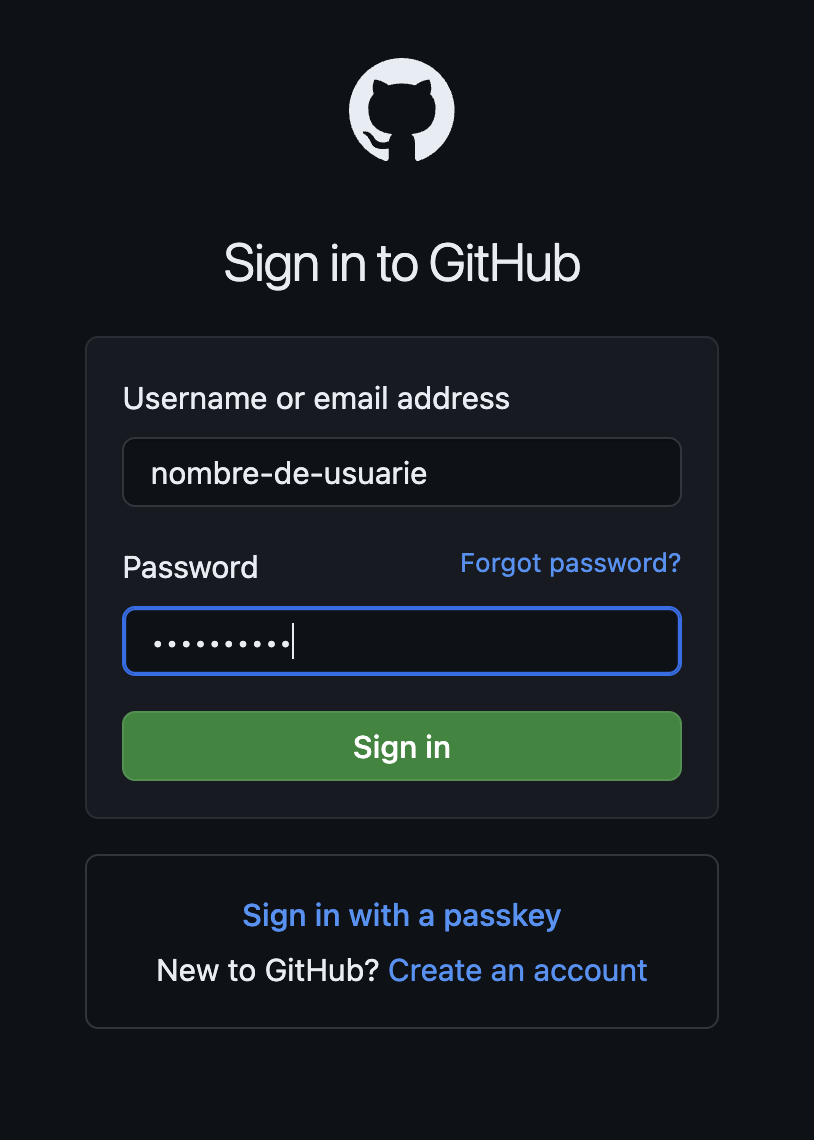 Sign in to GitHub
Username or email address
nombre-de-usuarie
Password
Forgot password?
••••••••••
Sign in
Sign in with a passkey
New to GitHub? Create an account